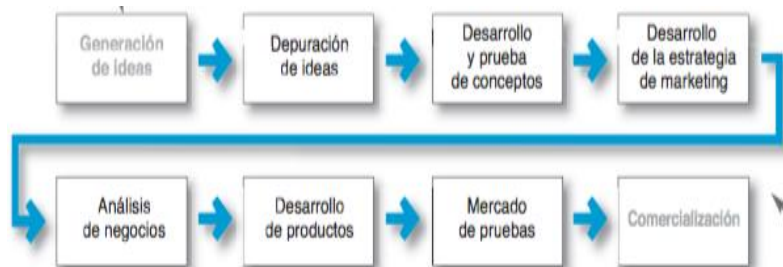 Generación
de ideas
Depuración
de ideas
Desarrollo
y prueba
de conceptos
Desarrollo
de la estrategia
de marketing
Análisis
de negocios
Desarrollo
de productos
Mercado
de pruebas
Comercialización